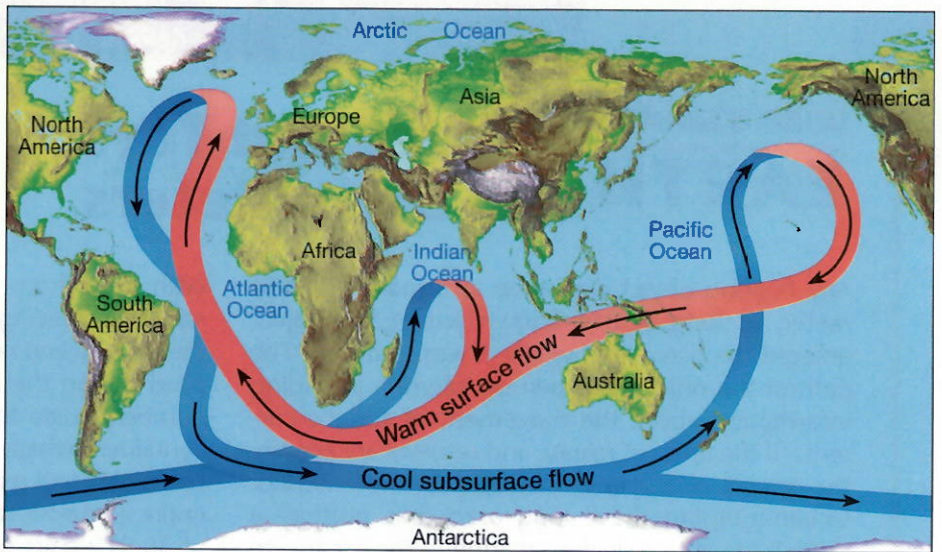 Arctic Ocean
North
America
Asia
Europe
North
America
Pacific
Ocean
Africa
Indian
Ocean
Atlantic
Ocean
South
America
Warm surface flow
Australia
Cool subsurface flow
Antarctica